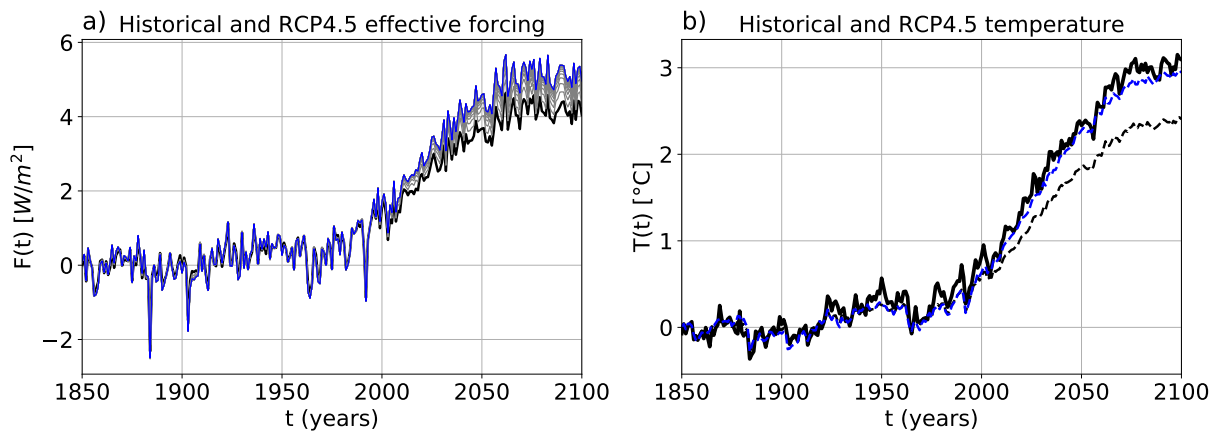 a) Historical and RCP4.5 effective forcing
F(t) [W/m²]
6
4
2
0
−2
1850 1900 1950 2000 2050 2100
t (years)
b) Historical and RCP4.5 temperature
T(t) [°C]
3
2
1
0
1850 1900 1950 2000 2050 2100
t (years)